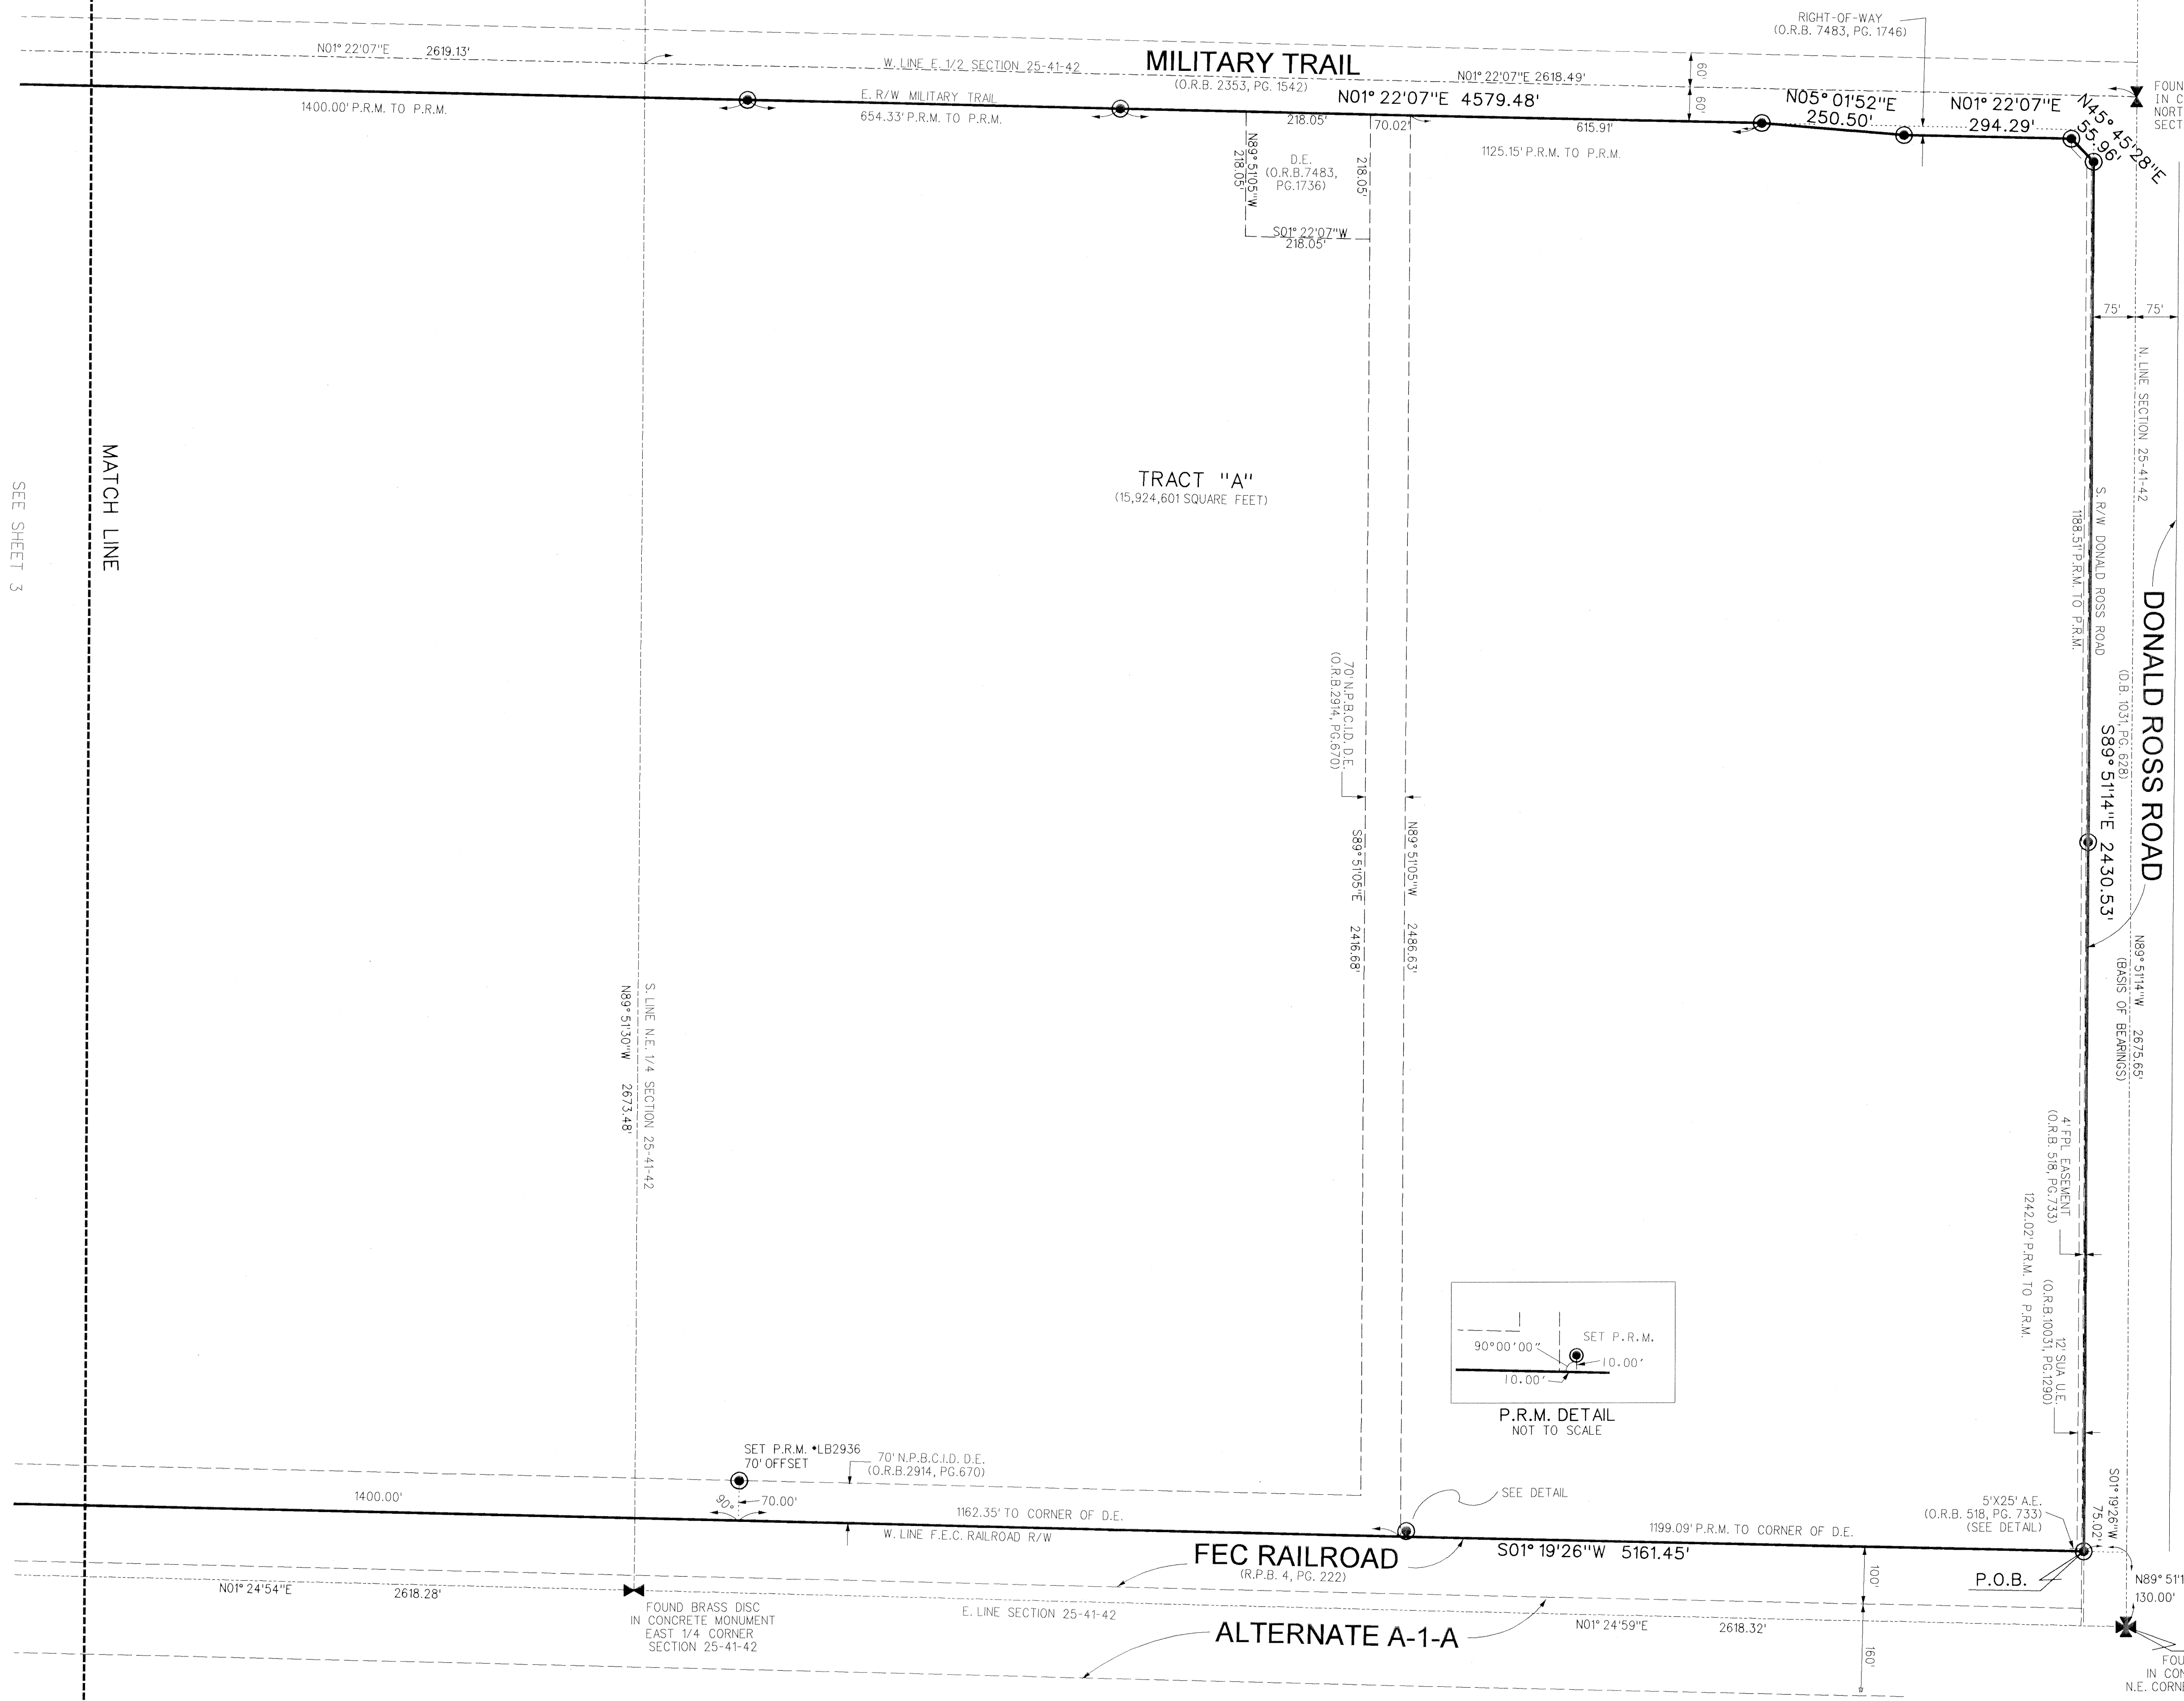 RIGHT-OF-WAY
(O.R.B. 7483, PG. 1746)
N01° 22'07"E 2619.13'
W. LINE E. 1/2 SECTION 25-41-42
MILITARY TRAIL
(O.R.B. 2353, PG. 1542)
N01° 22'07"E 2618.49'
60'
60'
1400.00' P.R.M. TO P.R.M.
E. R/W MILITARY TRAIL
654.33' P.R.M. TO P.R.M.
N01° 22'07"E 4579.48'
218.05'
70.02'
615.91'
1125.15' P.R.M. TO P.R.M.
N05° 01'52"E
250.50'
N01° 22'07"E
294.29'
N45° 45'28"E
55.96'
FOUN
IN C
NORT
SECT
N89° 51'05"W
218.05'
D.E.
(O.R.B.7483,
PG.1736)
218.05'
S01° 22'07"W
218.05'
75'
75'
N. LINE SECTION 25-41-42
MATCH LINE
SEE SHEET 3
TRACT "A"
(15,924,601 SQUARE FEET)
S. R/W DONALD ROSS ROAD
1188.51' P.R.M. TO P.R.M.
DONALD ROSS ROAD
(D.B. 1031, PG. 628)
S89° 51'14"E 2430.53'
70' N.P.B.C.I.D. D.E.
(O.R.B.2914, PG.670)
S89° 51'05"E 2416.68'
N89° 51'05"W 2486.63'
N89° 51'14"W 2675.65'
(BASIS OF BEARINGS)
S. LINE N.E. 1/4 SECTION 25-41-42
N89° 51'30"W 2673.48'
4' FPL EASEMENT
(O.R.B. 518, PG.733)
1242.02' P.R.M. TO P.R.M.
12' SUA U.E.
(O.R.B.10031, PG.1290)
90°00'00"
SET P.R.M.
10.00'
10.00'
P.R.M. DETAIL
NOT TO SCALE
SET P.R.M. •LB2936
70' OFFSET
70' N.P.B.C.I.D. D.E.
(O.R.B.2914, PG.670)
1400.00'
90°
70.00'
1162.35' TO CORNER OF D.E.
W. LINE F.E.C. RAILROAD R/W
SEE DETAIL
1199.09' P.R.M. TO CORNER OF D.E.
5'X25' A.E.
(O.R.B. 518, PG. 733)
(SEE DETAIL)
S01° 19'26"W
75.02'
FEC RAILROAD
(R.P.B. 4, PG. 222)
S01° 19'26"W 5161.45'
100'
P.O.B.
N89° 51'1
130.00'
N01° 24'54"E 2618.28'
FOUND BRASS DISC
IN CONCRETE MONUMENT
EAST 1/4 CORNER
SECTION 25-41-42
E. LINE SECTION 25-41-42
ALTERNATE A-1-A
N01° 24'59"E 2618.32'
160'
FOU
IN CON
N.E. CORN